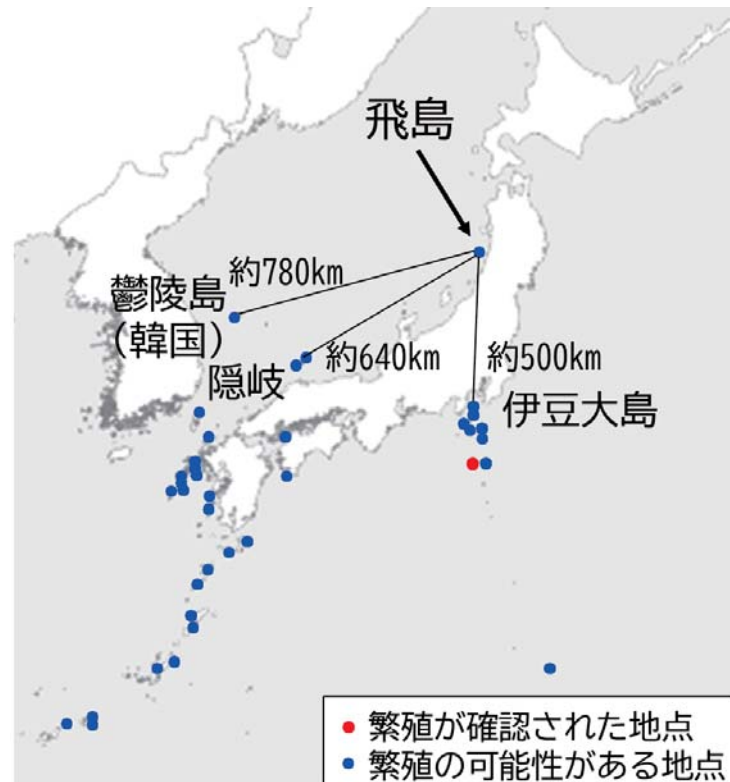 飛島
約780km
鬱陵島
(韓国)
隠岐
約640km
約500km
伊豆大島
繁殖が確認された地点
繁殖の可能性がある地点